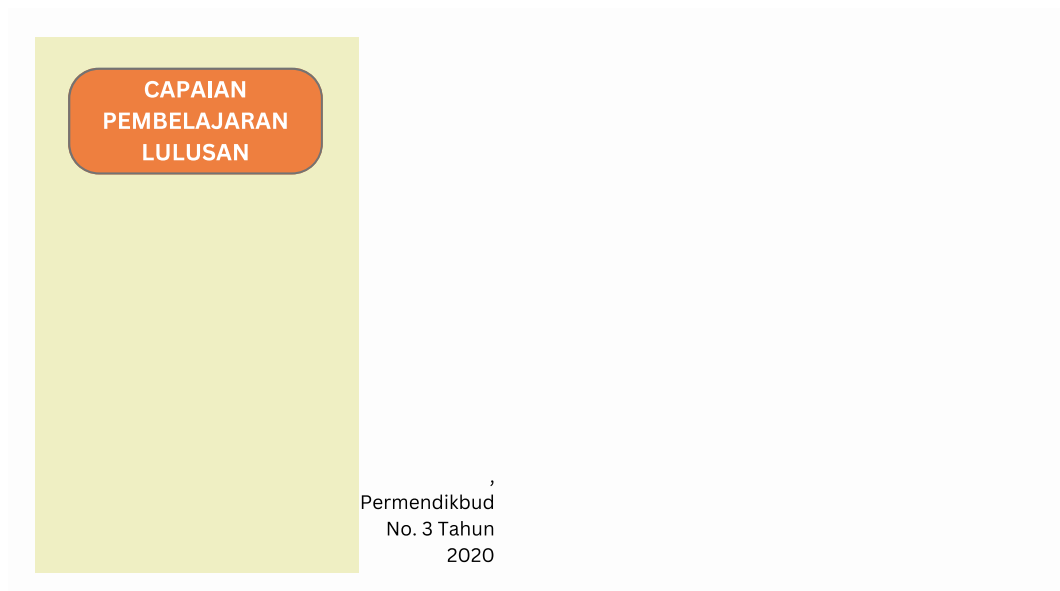 CAPAIAN
PEMBELAJARAN
LULUSAN
,
Permendikbud
No. 3 Tahun
2020